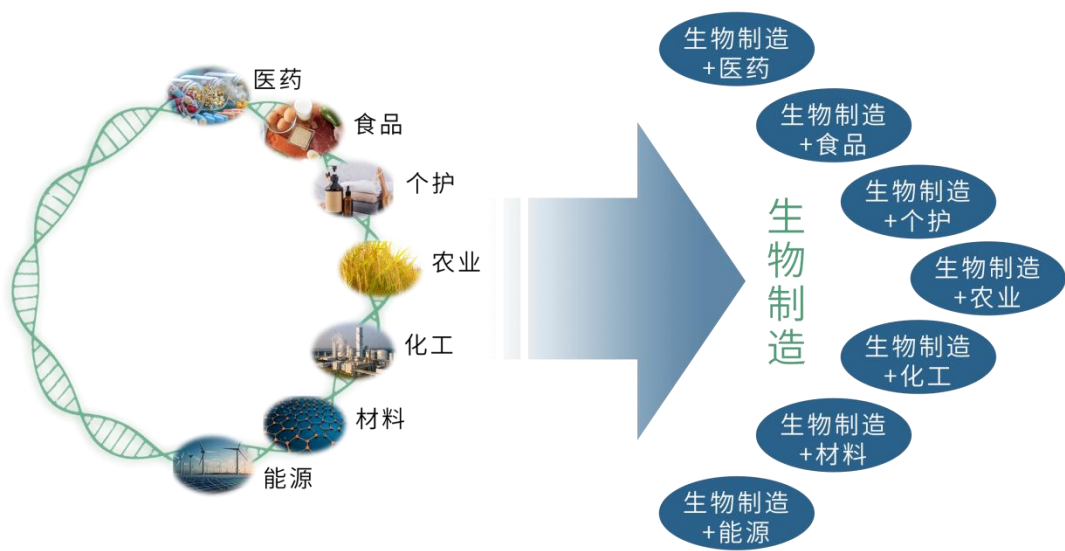 医药
食品
个护
农业
化工
材料
能源
生物制造
生物制造
+医药
生物制造
+食品
生物制造
+个护
生物制造
+农业
生物制造
+化工
生物制造
+材料
生物制造
+能源